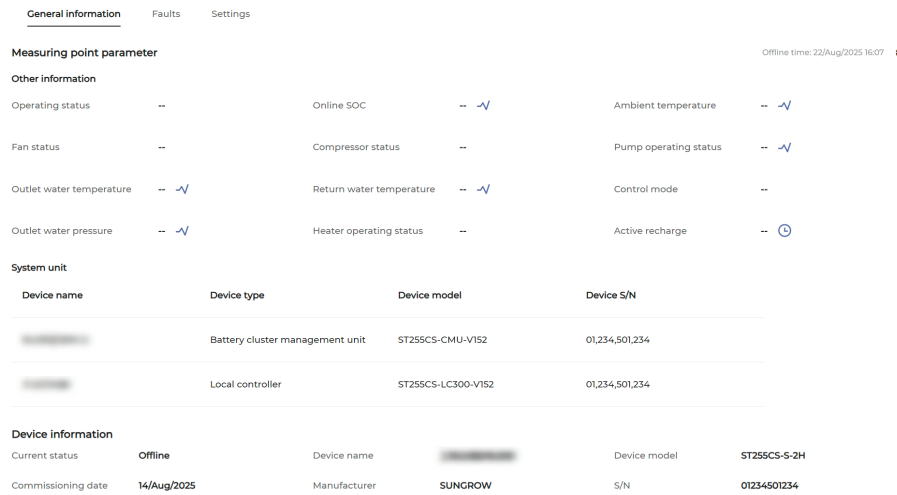 General information Faults Settings
Measuring point parameter Offline time: 22/Aug/2025 16:07
Other information
Operating status -- Online SOC -- Ambient temperature --
Fan status -- Compressor status -- Pump operating status --
Outlet water temperature -- Return water temperature -- Control mode --
Outlet water pressure -- Heater operating status -- Active recharge --
System unit
Device name Device type Device model Device S/N
Battery cluster management unit ST255CS-CMU-V152 01,234,501,234
Local controller ST255CS-LC300-V152 01,234,501,234
Device information
Current status Offline Device name Device model ST255CS-S-2H
Commissioning date 14/Aug/2025 Manufacturer SUNGROW S/N 01234501234